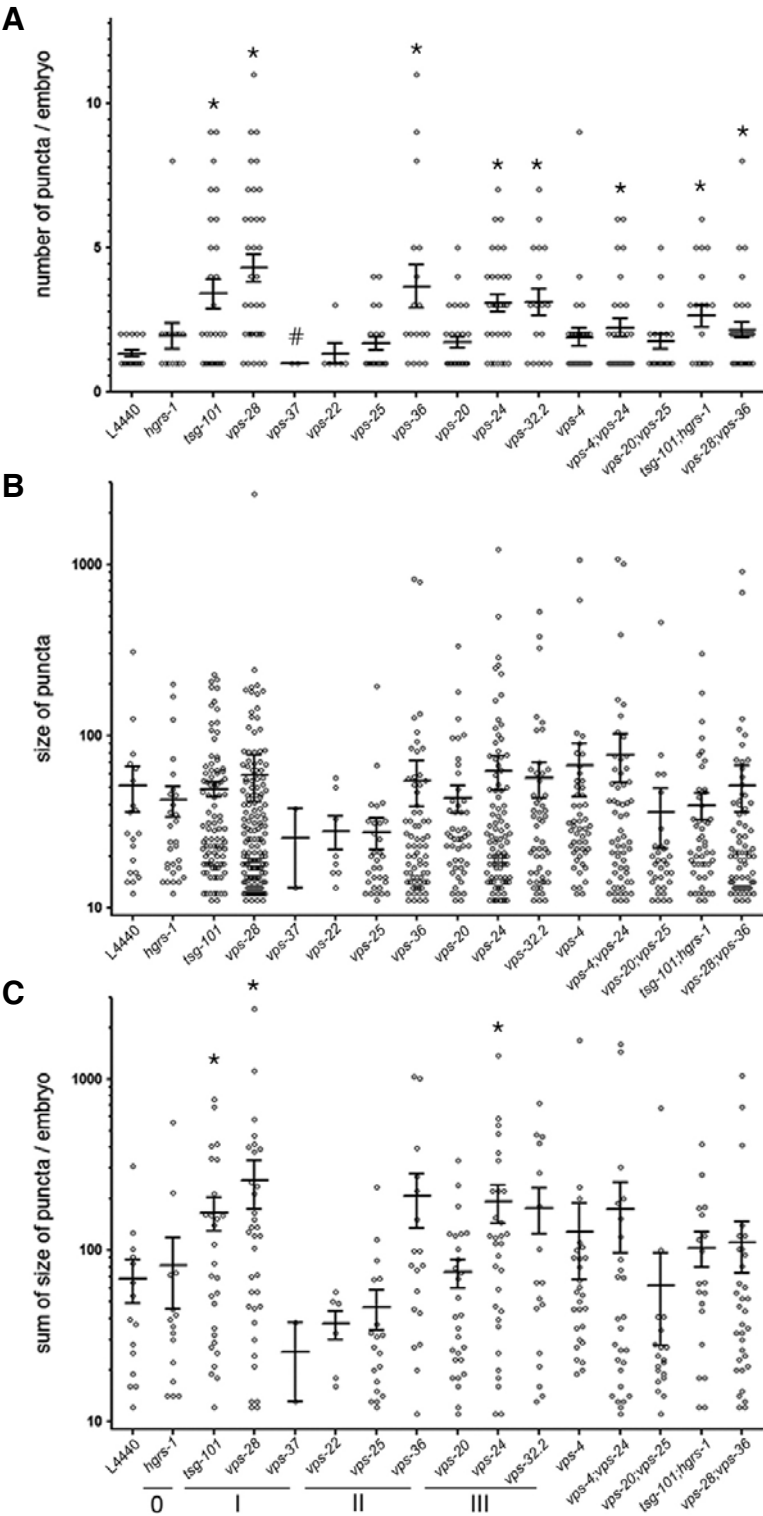 A
number of puncta / embryo
10
5
0
* * # * * * * * *
L4440 hgrs-1 tsg-101 vps-28 vps-37 vps-22 vps-25 vps-36 vps-20 vps-24 vps-32.2 vps-4 vps-4;vps-24 vps-20;vps-25 tsg-101;hgrs-1 vps-28;vps-36
B
size of puncta
1000
100
10
L4440 hgrs-1 tsg-101 vps-28 vps-37 vps-22 vps-25 vps-36 vps-20 vps-24 vps-32.2 vps-4 vps-4;vps-24 vps-20;vps-25 tsg-101;hgrs-1 vps-28;vps-36
C
sum of size of puncta / embryo
1000
100
10
* * *
L4440 hgrs-1 tsg-101 vps-28 vps-37 vps-22 vps-25 vps-36 vps-20 vps-24 vps-32.2 vps-4 vps-4;vps-24 vps-20;vps-25 tsg-101;hgrs-1 vps-28;vps-36
0 I II III